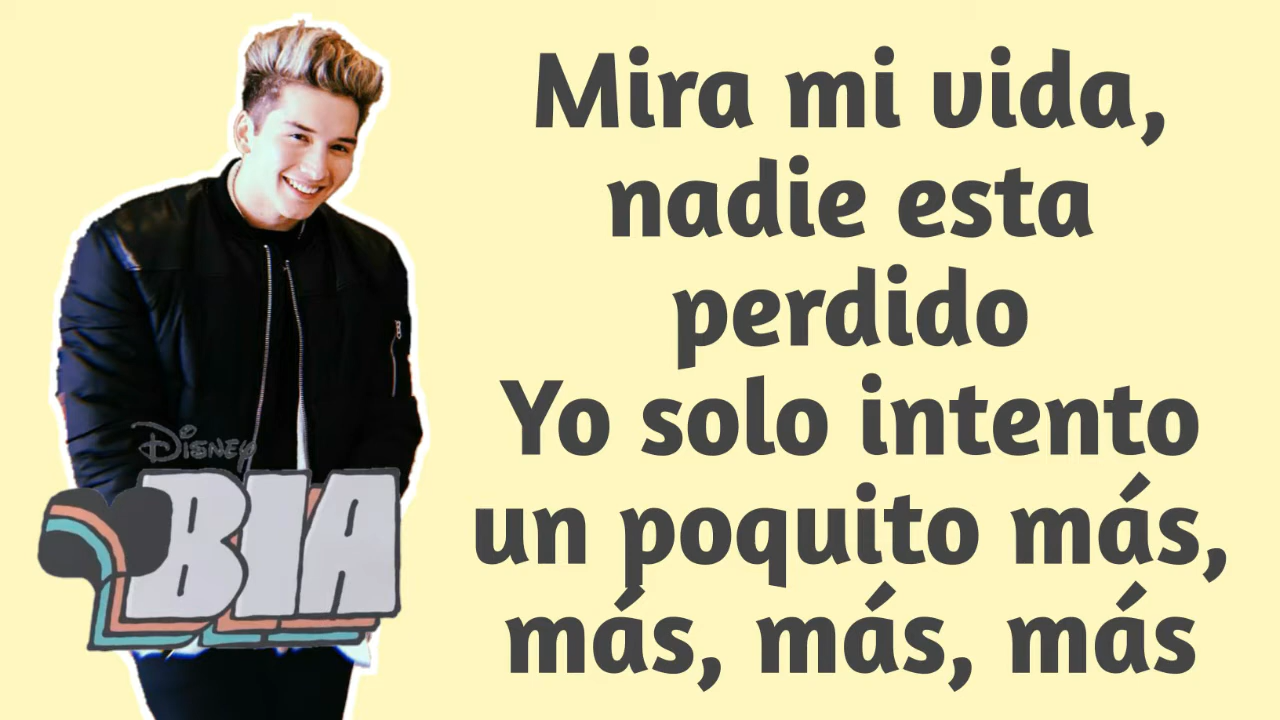 Mira mi vida,
nadie esta
perdido
Yo solo intento
un poquito más,
más, más, más
Disney
BIA